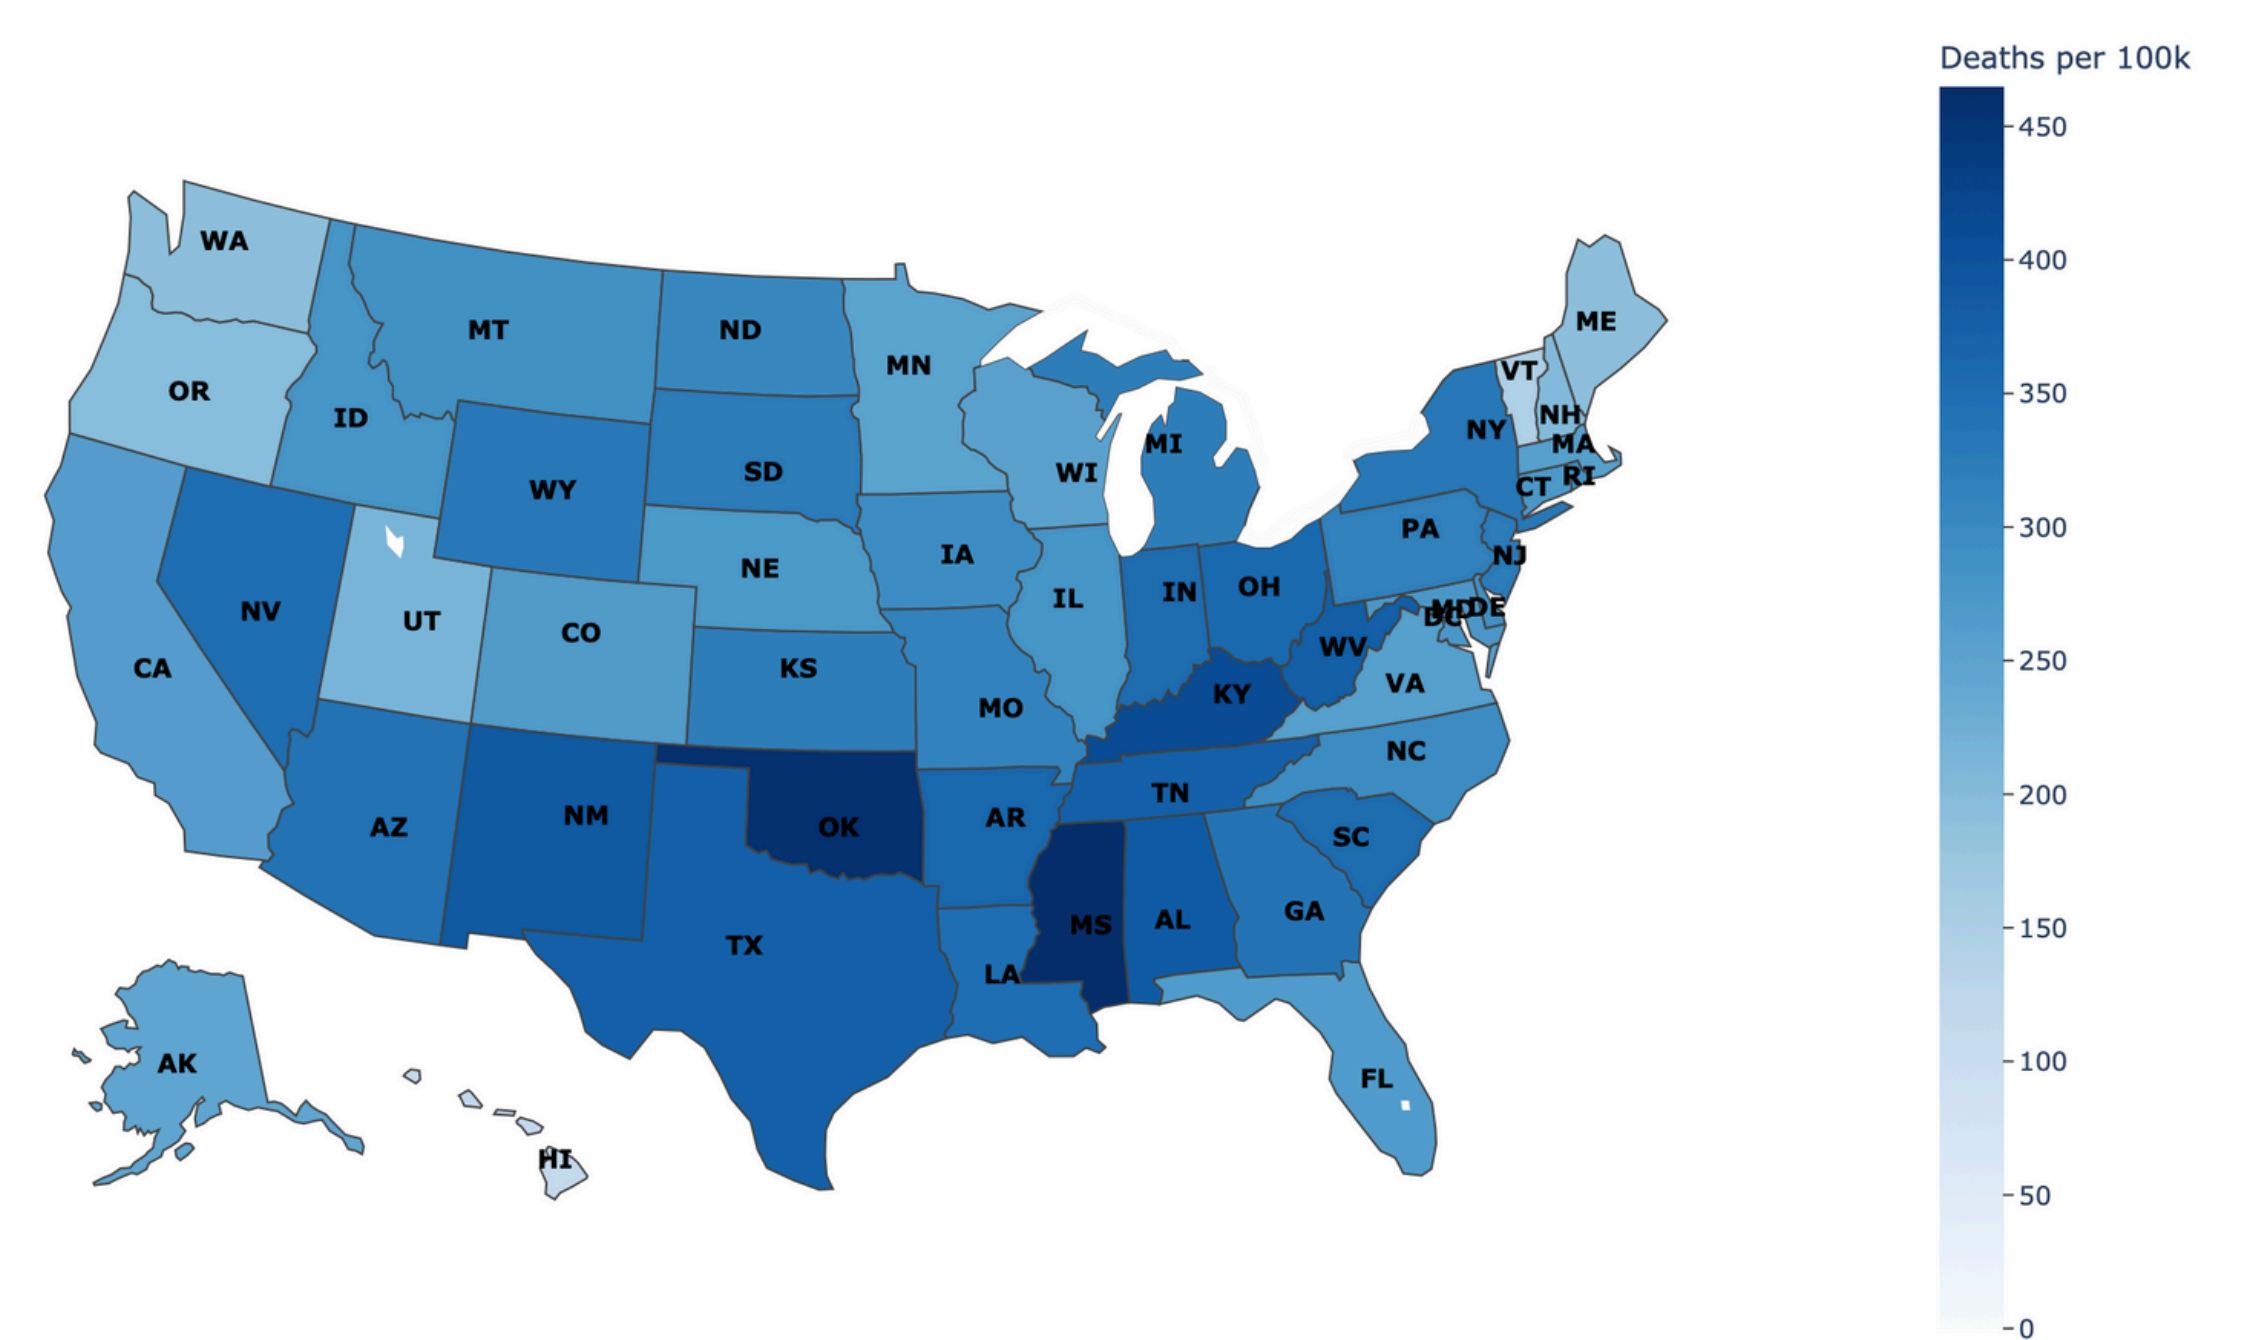 Deaths per 100k
450
400
350
300
250
200
150
100
50
0
WA
OR
CA
NV
ID
MT
WY
UT
CO
AZ
NM
ND
SD
NE
KS
OK
TX
MN
IA
MO
AR
LA
WI
IL
MI
IN
OH
KY
TN
MS
AL
GA
FL
SC
NC
VA
WV
PA
NY
NJ
MD
DE
DC
CT
RI
MA
NH
VT
ME
AK
HI